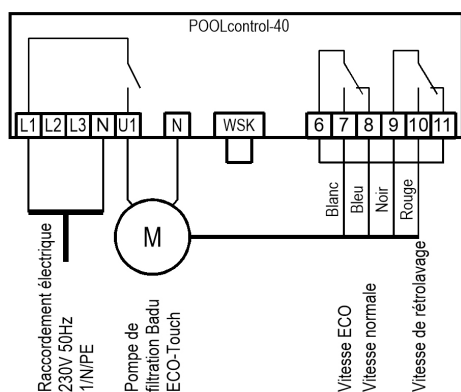 POOLcontrol-40
L1 L2 L3 N U1 N WSK 6 7 8 9 10 11
Blanc
Bleu
Noir
Rouge
M
Raccordement électrique
230V 50Hz
1/N/PE
Pompe de
filtration Badu
ECO-Touch
Vitesse ECO
Vitesse normale
Vitesse de rétrolavage